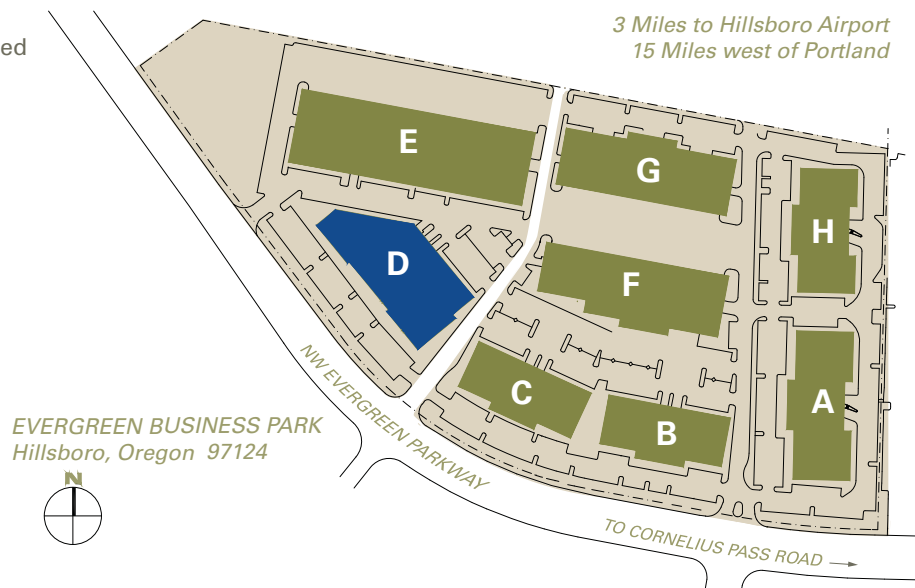 ed
3 Miles to Hillsboro Airport
15 Miles west of Portland
E
G
H
D
F
A
C
B
NW EVERGREEN PARKWAY
EVERGREEN BUSINESS PARK
Hillsboro, Oregon 97124
N
TO CORNELIUS PASS ROAD